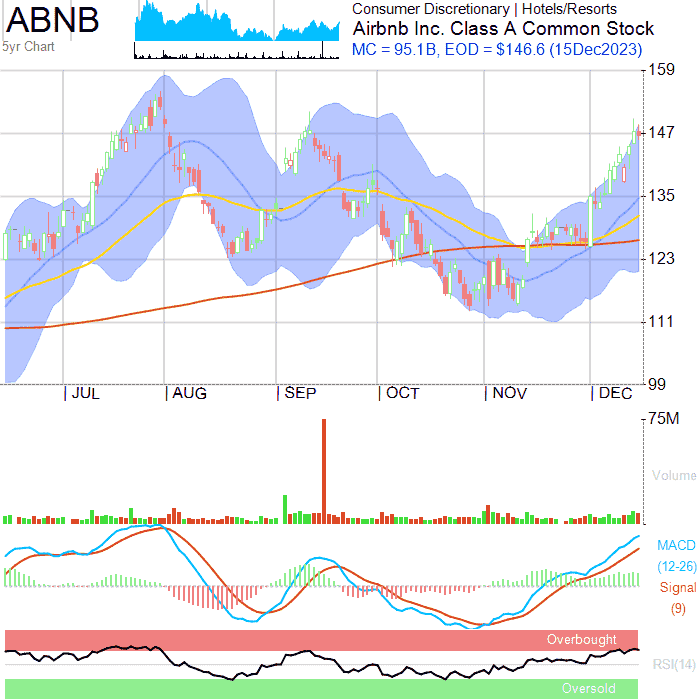 ABNB
5yr Chart
Consumer Discretionary | Hotels/Resorts
Airbnb Inc. Class A Common Stock
MC = 95.1B, EOD = $146.6 (15Dec2023)
159
147
135
123
111
99
| JUL | AUG | SEP | OCT | NOV | DEC
75M
Volume
MACD
(12-26)
Signal
(9)
Overbought
RSI(14)
Oversold